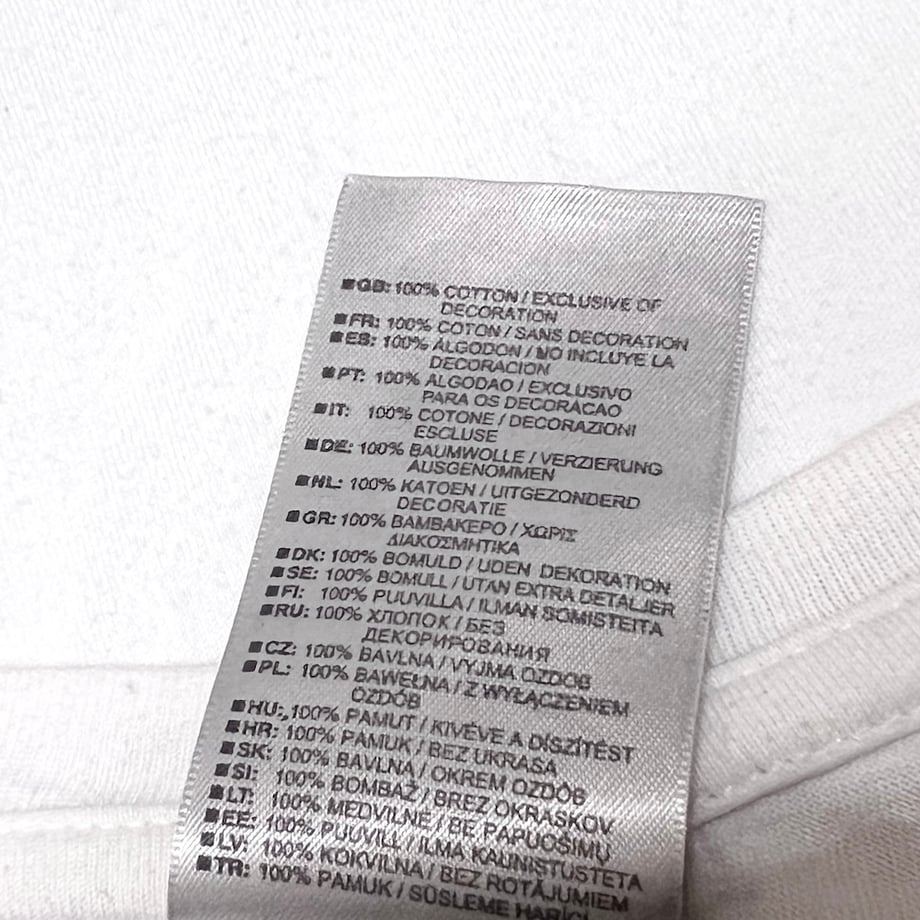 ■GB: 100% COTTON / EXCLUSIVE OF
DECORATION
■FR: 100% COTON / SANS DECORATION
■ES: 100% ALGODON / NO INCLUYE LA
DECORACION
■PT: 100% ALGODAO / EXCLUSIVO
PARA OS DECORACAO
■IT: 100% COTONE / DECORAZIONI
ESCLUSE
■DE: 100% BAUMWOLLE / VERZIERUNG
AUSGENOMMEN
■NL: 100% KATOEN / UITGEZONDERD
DECORATIE
■GR: 100% ΒΑΜΒΑΚΕΡΟ / ΧΩΡΙΣ
ΔΙΑΚΟΣΜΗΤΙΚΑ
■DK: 100% BOMULD / UDEN DEKORATION
■SE: 100% BOMULL / UTAN EXTRA DETALJER
■FI: 100% PUUVILLA / ILMAN SOMISTEITA
■RU: 100% ХЛОПОК / БЕЗ
ДЕКОРИРОВАНИЯ
■CZ: 100% BAVLNA / VYJMA OZDOB
■PL: 100% BAWEŁNA / Z WYŁĄCZENIEM
OZDÓB
■HU: 100% PAMUT / KIVÉVE A DÍSZÍTÉST
■HR: 100% PAMUK / BEZ UKRASA
■SK: 100% BAVLNA / OKREM OZDÔB
■SI: 100% BOMBAŽ / BREZ OKRASKOV
■LT: 100% MEDVILNĖ / BE PAPUOŠIMŲ
■EE: 100% PUUVILL / ILMA KAUNISTUSTETA
■LV: 100% KOKVILNA / BEZ ROTĀJUMIEM
■TR: 100% PAMUK / SÜSLEME HARİCİ